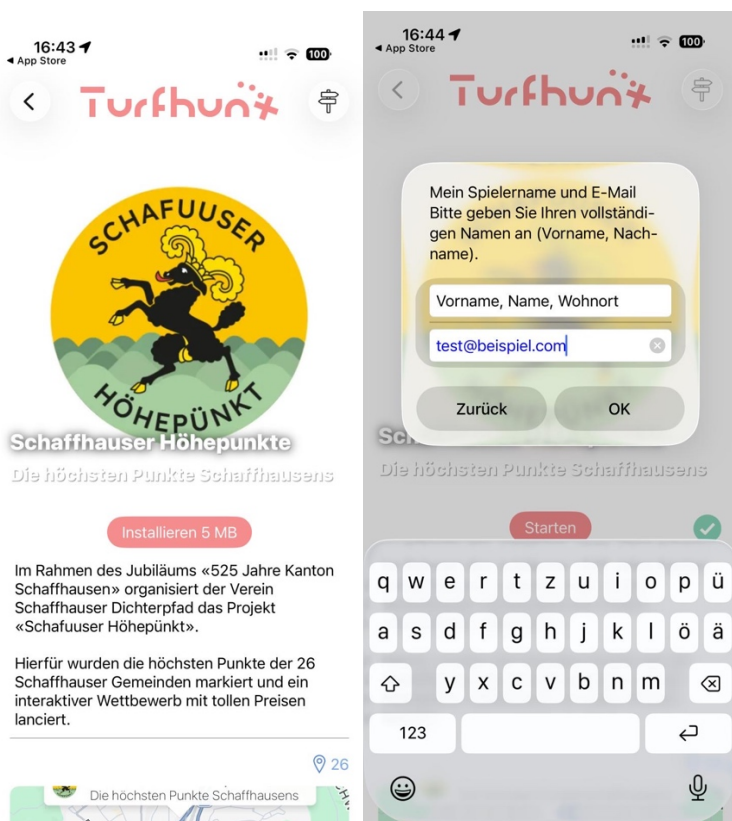 16:43
App Store
100
Turfhunt
SCHAFUUSER
HÖHEPÜNKT
Schaffhauser Höhepunkte
Die höchsten Punkte Schaffhausens
Installieren 5 MB
Im Rahmen des Jubiläums «525 Jahre Kanton
Schaffhausen» organisiert der Verein
Schaffhauser Dichterpfad das Projekt
«Schafuuser Höhepünkt».
Hierfür wurden die höchsten Punkte der 26
Schaffhauser Gemeinden markiert und ein
interaktiver Wettbewerb mit tollen Preisen
lanciert.
26
Die höchsten Punkte Schaffhausens
16:44
App Store
100
Turfhunt
Mein Spielername und E-Mail
Bitte geben Sie Ihren vollständi-
gen Namen an (Vorname, Nach-
name).
Vorname, Name, Wohnort
test@beispiel.com
Zurück
OK
Sch
Die höchsten Punkte Schaffhausens
Starten
q w e r t z u i o p ü
a s d f g h j k l ö ä
y x c v b n m
123